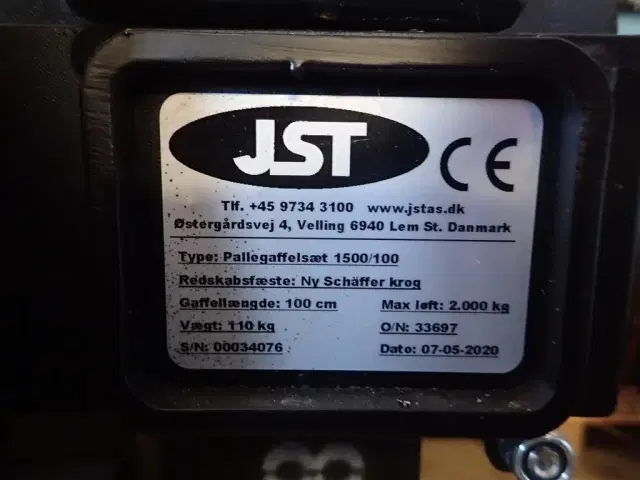 JST CE
Tlf. +45 9734 3100 www.jstas.dk
Østergårdsvej 4, Velling 6940 Lem St. Danmark
Type: Pallegaffelsæt 1500/100
Redskabsfæste: Ny Schäffer krog
Gaffellængde: 100 cm Max løft: 2.000 kg
Vægt: 110 kg O/N: 33697
S/N: 00034076 Dato: 07-05-2020